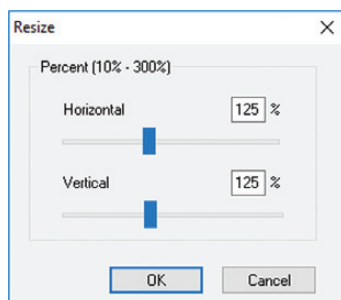 Resize
Percent (10% - 300%)
Horizontal 125 %
Vertical 125 %
OK Cancel